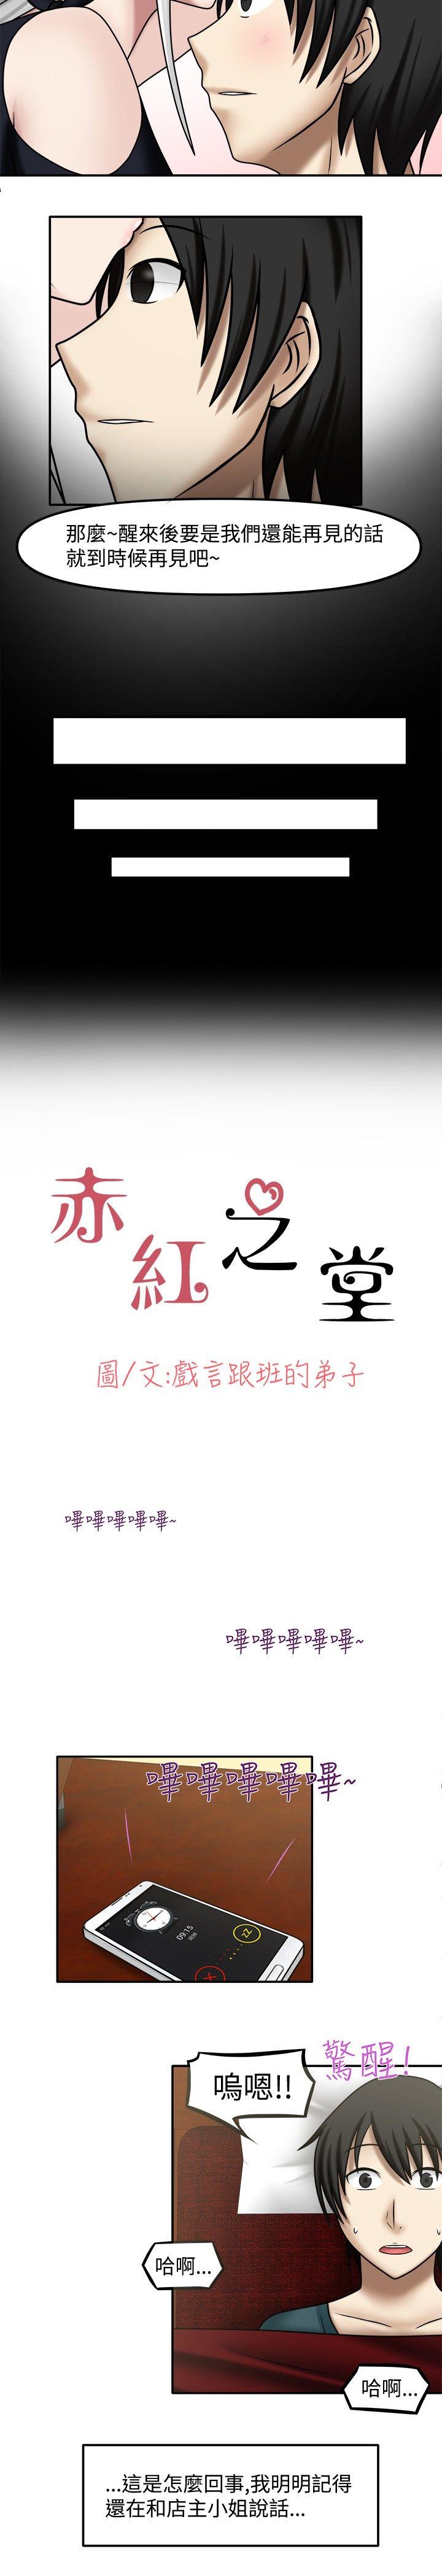 那麼~醒來後要是我們還能再見的話
就到時候再見吧~
赤紅之堂
圖/文:戲言跟班的弟子
嗶嗶嗶嗶嗶~
嗶嗶嗶嗶嗶~
嗶嗶嗶嗶嗶~
09:15
zZ
驚醒!
嗚嗯!!
哈啊...
哈啊...
...這是怎麼回事,我明明記得
還在和店主小姐說話...